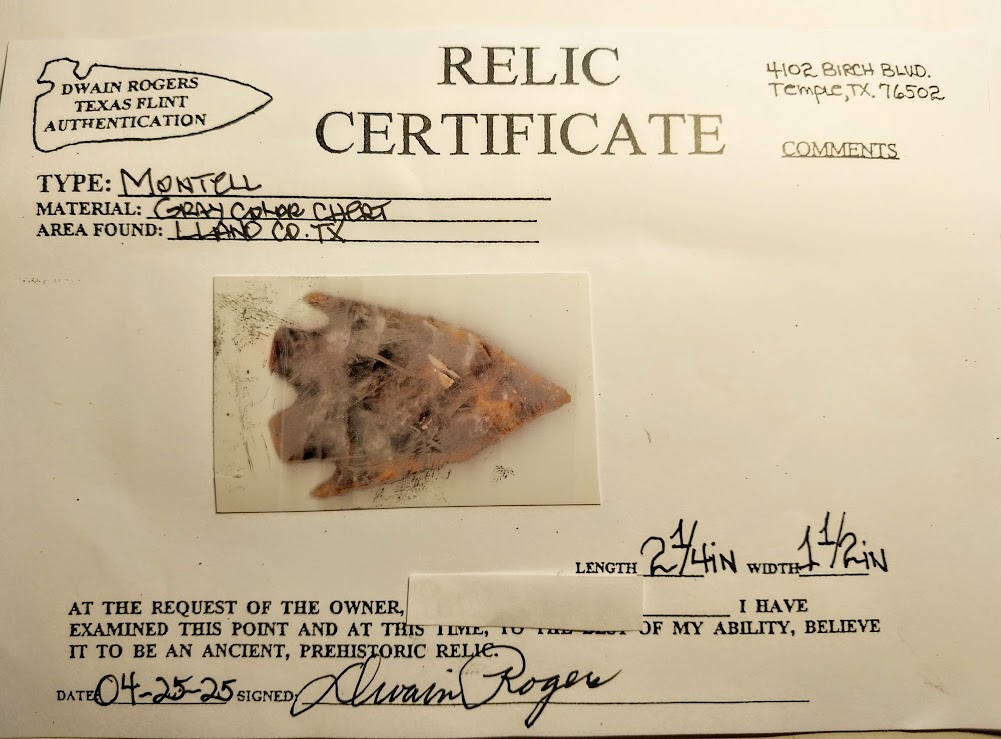 DWAIN ROGERS
TEXAS FLINT
AUTHENTICATION
RELIC
CERTIFICATE
4102 BIRCH BLVD.
Temple, TX. 76502
COMMENTS
TYPE: MONTELL
MATERIAL: GRAY COLOR CHERT
AREA FOUND: LLANO CO. TX
LENGTH 2 1/4 iN WIDTH 1 1/2 iN
AT THE REQUEST OF THE OWNER, I HAVE
EXAMINED THIS POINT AND AT THIS TIME, TO THE BEST OF MY ABILITY, BELIEVE
IT TO BE AN ANCIENT, PREHISTORIC RELIC.
DATE 04-25-25 SIGNED: Dwain Rogers